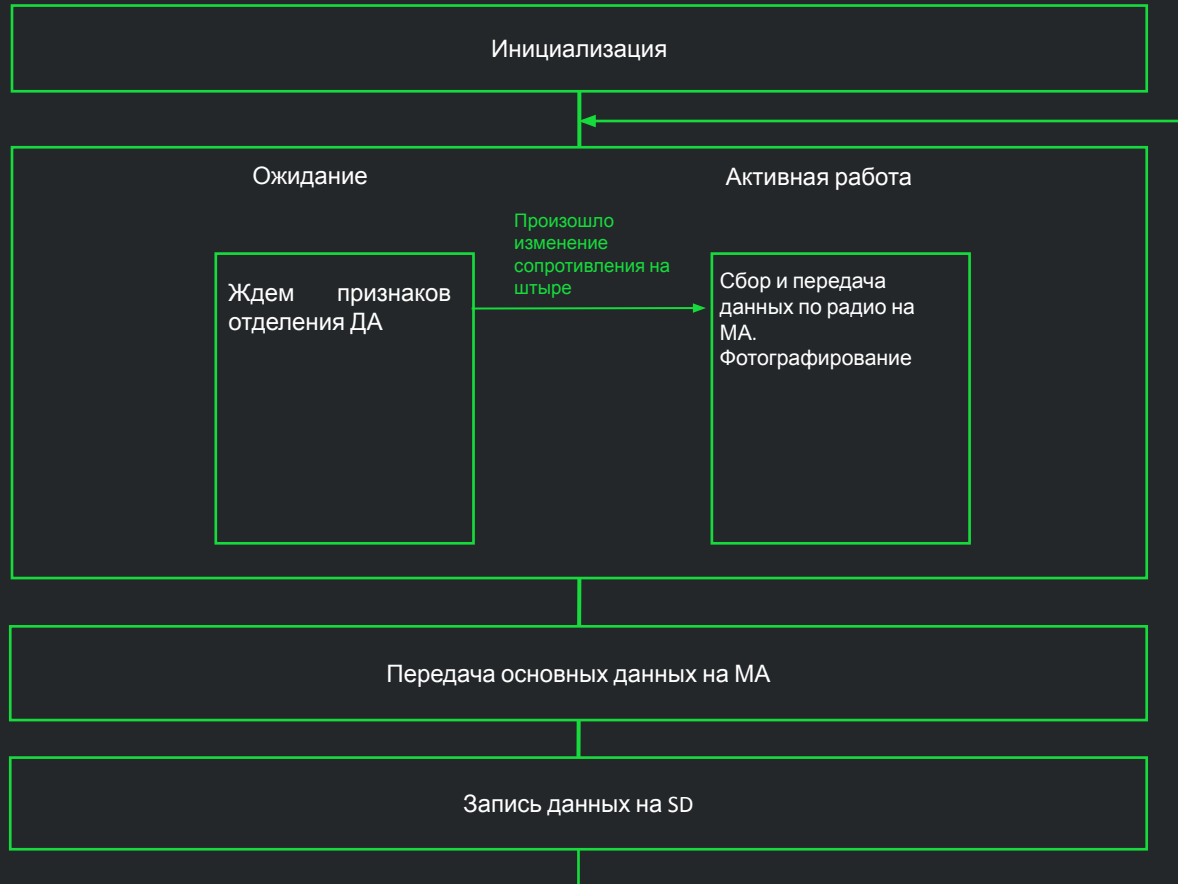 Инициализация
Ожидание
Активная работа
Произошло
изменение
сопротивления на
штыре
Ждем признаков
отделения ДА
Сбор и передача
данных по радио на
МА.
Фотографирование
Передача основных данных на МА
Запись данных на SD